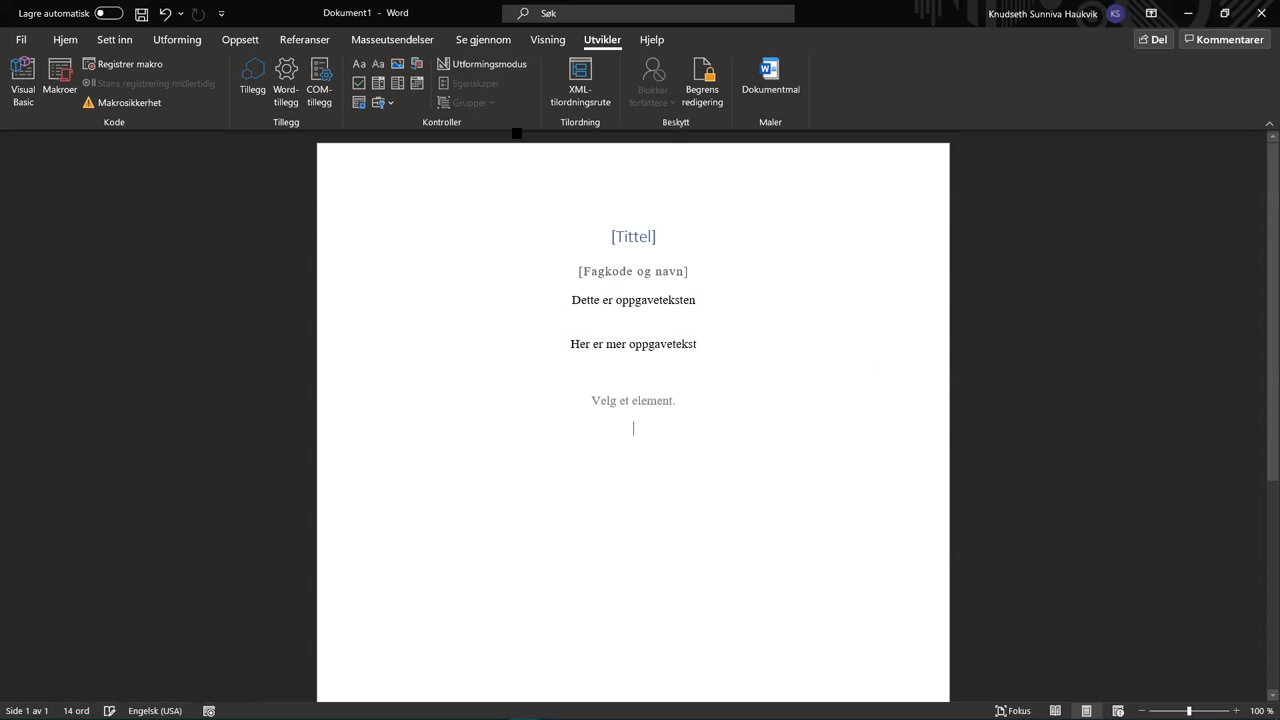 Lagre automatisk
Dokument1 - Word
Søk
Knudseth Sunniva Haukvik
KS
Fil
Hjem
Sett inn
Utforming
Oppsett
Referanser
Masseutsendelser
Se gjennom
Visning
Utvikler
Hjelp
Del
Kommentarer
Visual
Basic
Makroer
Registrer makro
Stans registrering midlertidig
Makrosikkerhet
Kode
Tillegg
Word-
tillegg
COM-
tillegg
Tillegg
Aa Aa
Utformingsmodus
Egenskaper
Grupper
Kontroller
XML-
tilordningsrute
Tilordning
Blokker
forfattere
Begrens
redigering
Beskytt
Dokumentmal
Maler
[Tittel]
[Fagkode og navn]
Dette er oppgaveteksten
Her er mer oppgavetekst
Velg et element.
Side 1 av 1
14 ord
Engelsk (USA)
Fokus
100 %